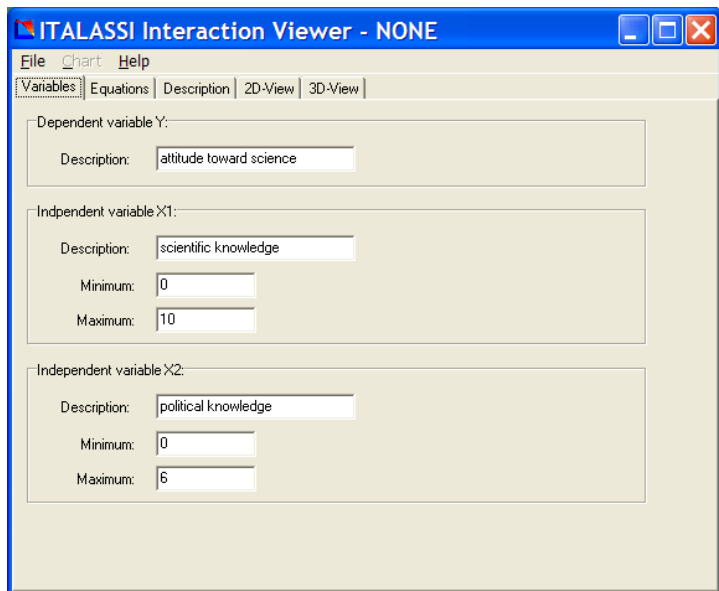 ITALASSI Interaction Viewer - NONE
File Chart Help
Variables Equations Description 2D-View 3D-View
Dependent variable Y:
Description: attitude toward science
Indpendent variable X1:
Description: scientific knowledge
Minimum: 0
Maximum: 10
Independent variable X2:
Description: political knowledge
Minimum: 0
Maximum: 6